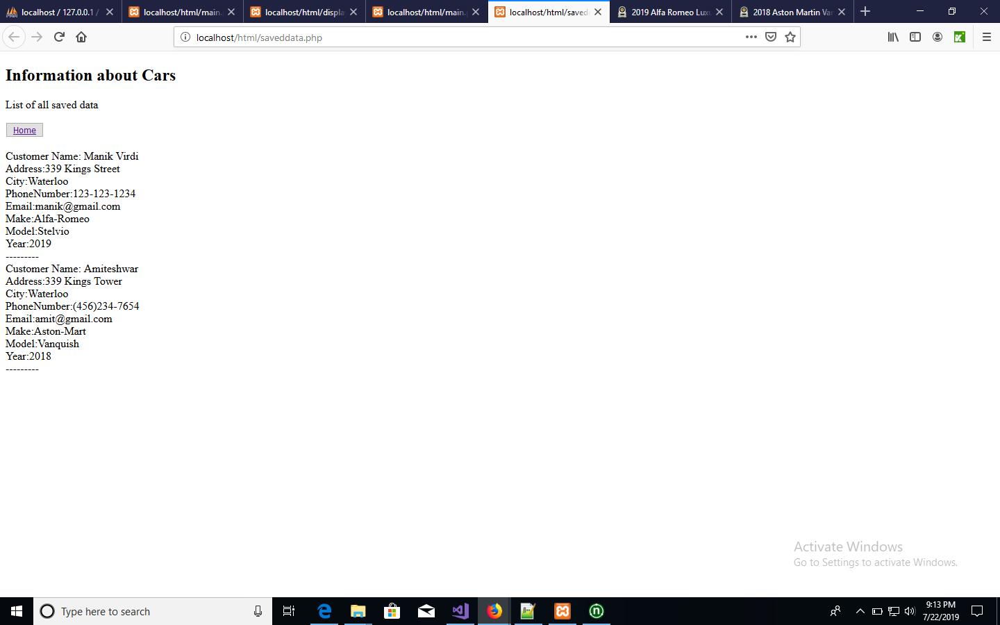 localhost / 127.0.0.1 /
localhost/html/main.
localhost/html/displa
localhost/html/main.
localhost/html/saved
2019 Alfa Romeo Lux
2018 Aston Martin Va
localhost/html/saveddata.php
Information about Cars
List of all saved data
Home
Customer Name: Manik Virdi
Address:339 Kings Street
City:Waterloo
PhoneNumber:123-123-1234
Email:manik@gmail.com
Make:Alfa-Romeo
Model:Stelvio
Year:2019
---------
Customer Name: Amiteshwar
Address:339 Kings Tower
City:Waterloo
PhoneNumber:(456)234-7654
Email:amit@gmail.com
Make:Aston-Mart
Model:Vanquish
Year:2018
---------
Activate Windows
Go to Settings to activate Windows.
Type here to search
9:13 PM
7/22/2019